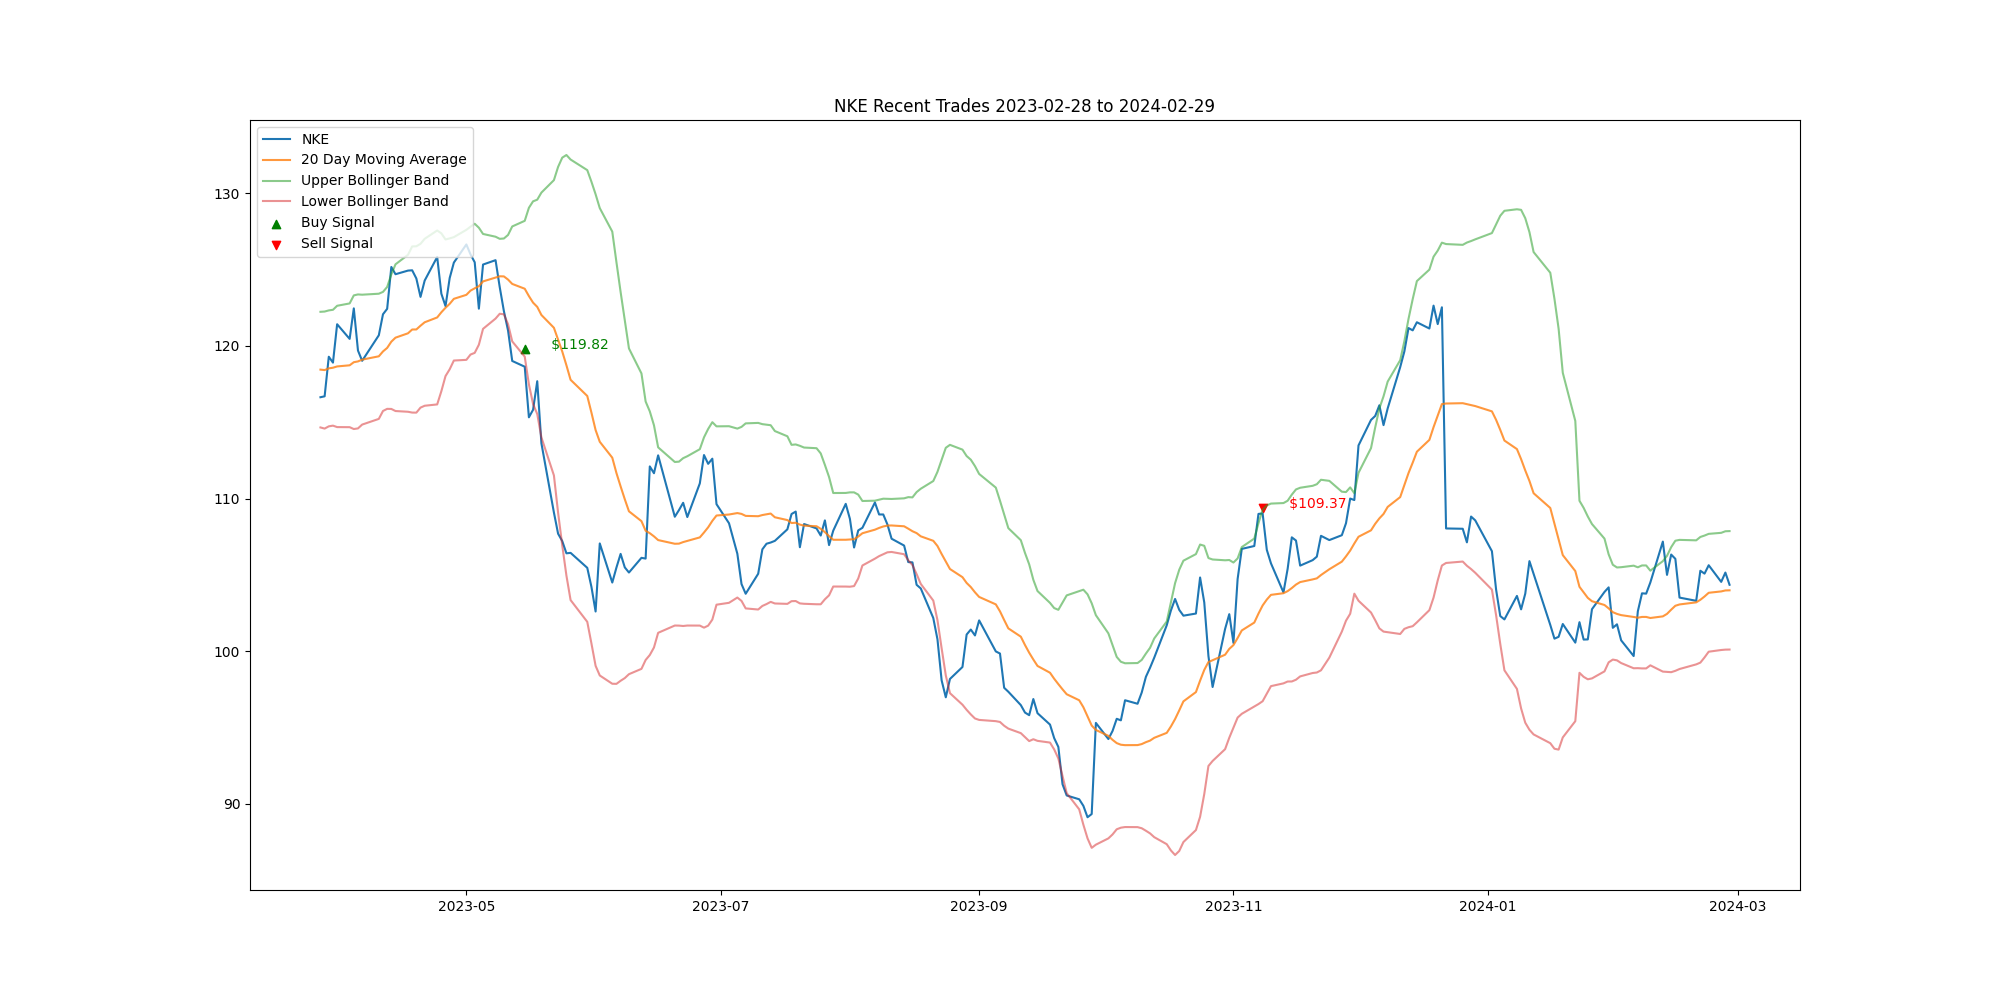 NKE Recent Trades 2023-02-28 to 2024-02-29
NKE
20 Day Moving Average
Upper Bollinger Band
Lower Bollinger Band
Buy Signal
Sell Signal
130
120
110
100
90
$119.82
$109.37
2023-05
2023-07
2023-09
2023-11
2024-01
2024-03